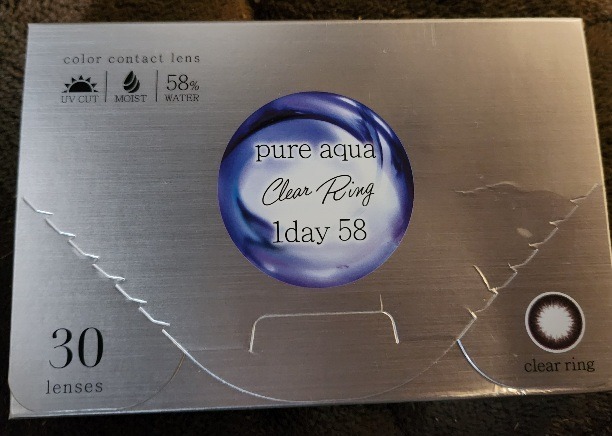 color contact lens
UV CUT
MOIST
58%
WATER
pure aqua
Clear Ring
1day 58
30
lenses
clear ring